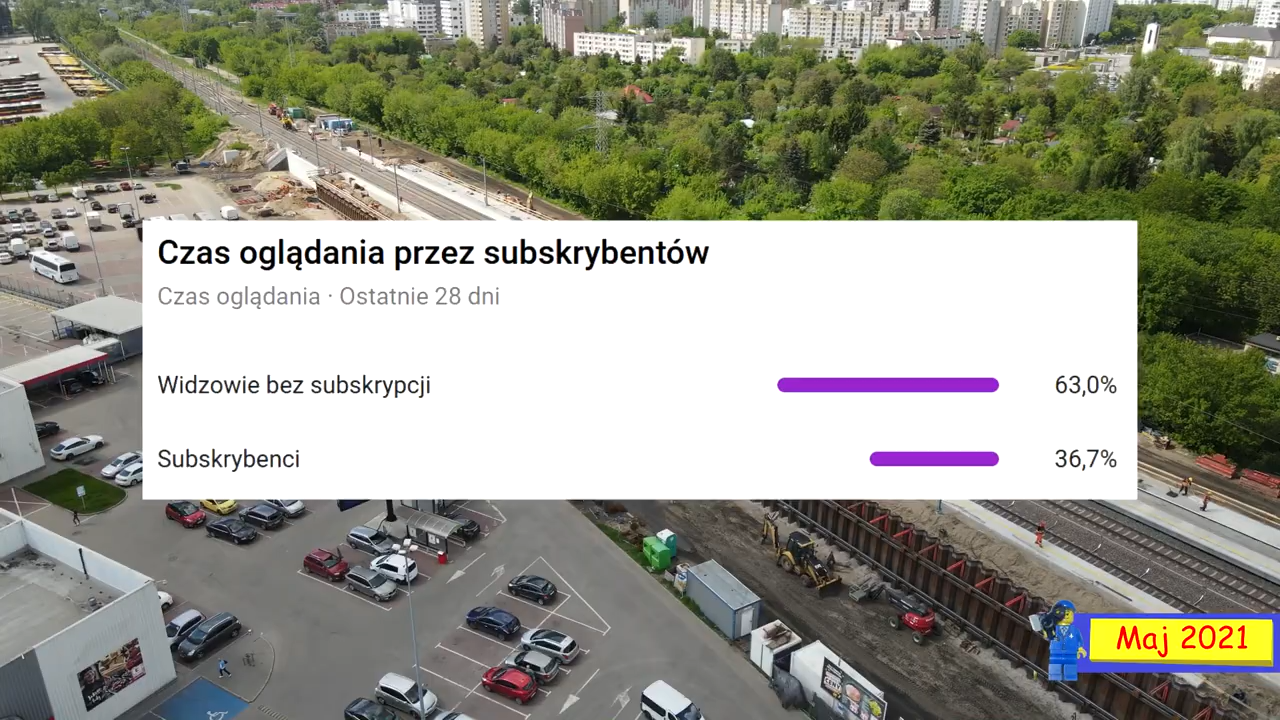 Czas oglądania przez subskrybentów
Czas oglądania · Ostatnie 28 dni
Widzowie bez subskrypcji 63,0%
Subskrybenci 36,7%
Maj 2021